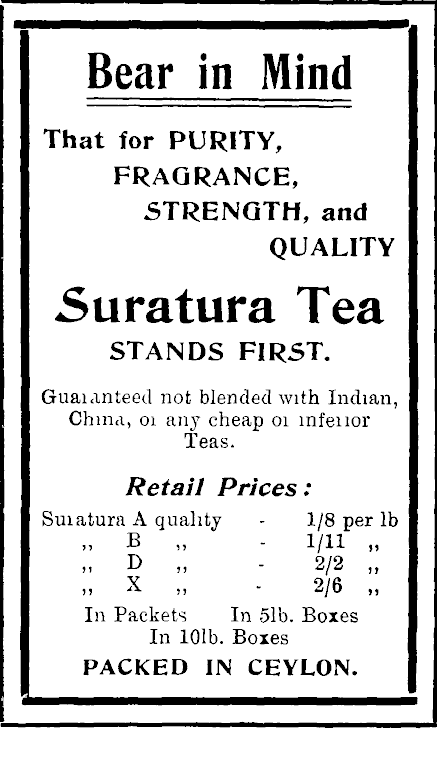 Bear in Mind
That for PURITY,
FRAGRANCE,
STRENGTH, and
QUALITY
Suratura Tea
STANDS FIRST.
Guaranteed not blended with Indian,
China, or any cheap or inferior
Teas.
Retail Prices:
Suratura A quality - 1/8 per lb
„ B „ - 1/11 „
„ D „ - 2/2 „
„ X „ - 2/6 „
In Packets In 5lb. Boxes
In 10lb. Boxes
PACKED IN CEYLON.